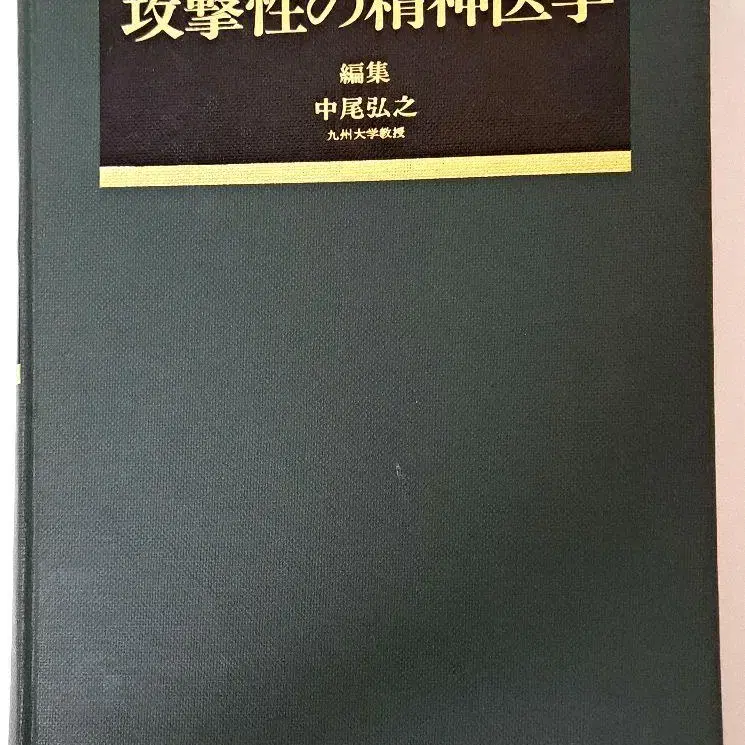 攻撃性の精神医学
編集
中尾弘之
九州大学教授